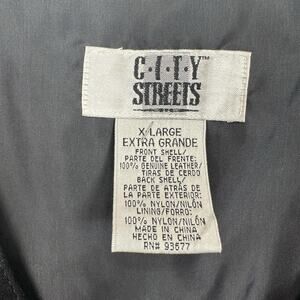 C·I·T·Y™
STREETS
X-LARGE
EXTRA GRANDE
FRONT SHELL/
PARTE DEL FRENTE:
100% GENUINE LEATHER/
TIRAS DE CERDO
BACK SHELL/
PARTE DE ATRÁS DE
LA PARTE EXTERIOR:
100% NYLON/NILÓN
LINING/FORRO:
100% NYLON/NILÓN
MADE IN CHINA
HECHO EN CHINA
RN# 93677